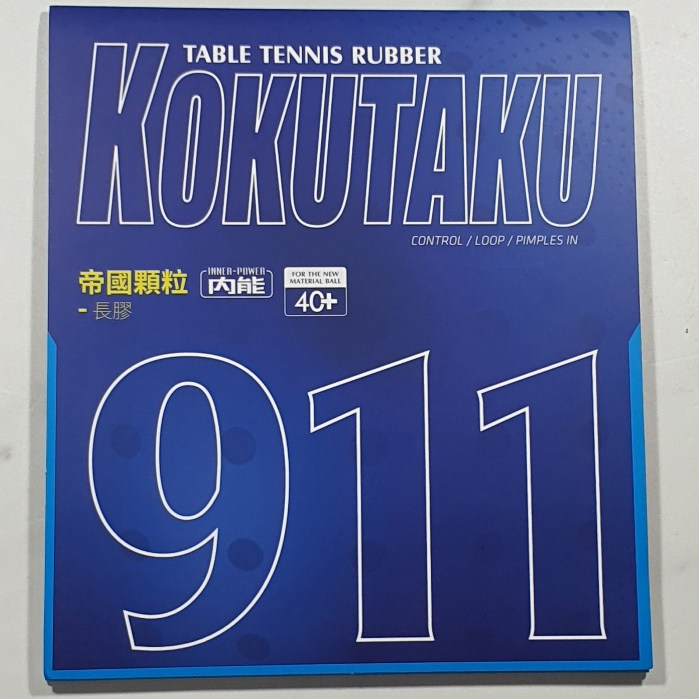 TABLE TENNIS RUBBER
KOKUTAKU
CONTROL / LOOP / PIMPLES IN
帝國顆粒
- 長膠
INNER-POWER
内能
FOR THE NEW
MATERIAL BALL
40+
911